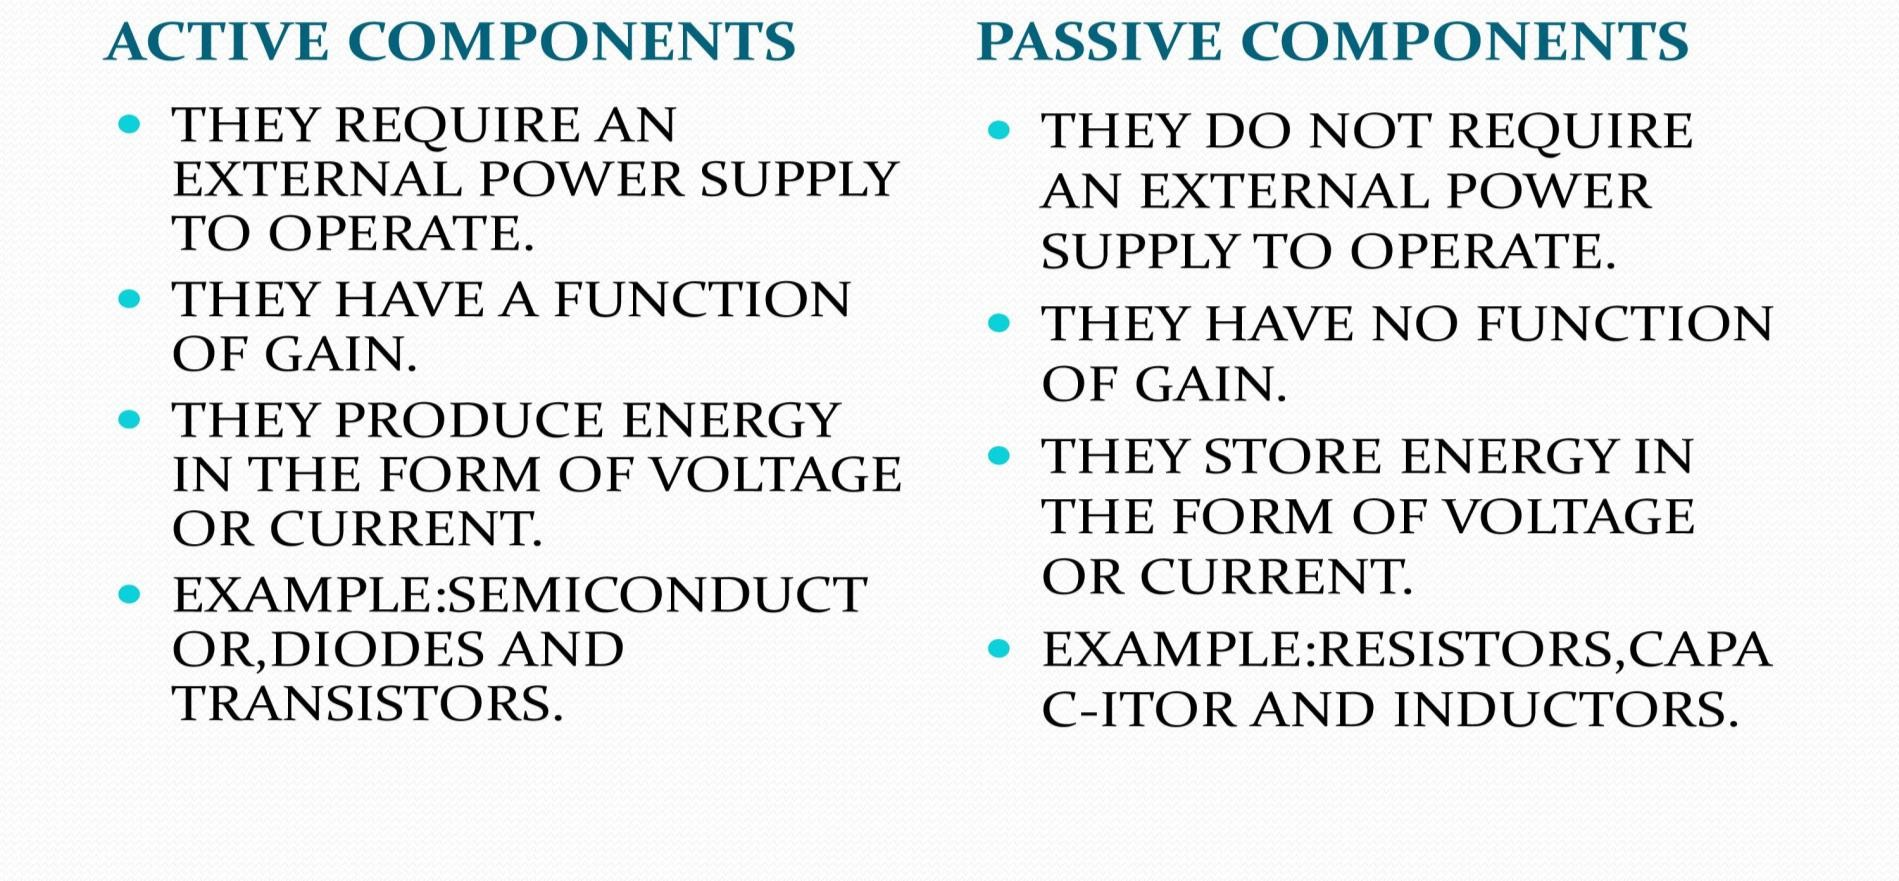 ACTIVE COMPONENTS
THEY REQUIRE AN
EXTERNAL POWER SUPPLY
TO OPERATE.
THEY HAVE A FUNCTION
OF GAIN.
THEY PRODUCE ENERGY
IN THE FORM OF VOLTAGE
OR CURRENT.
EXAMPLE:SEMICONDUCT
OR,DIODES AND
TRANSISTORS.
PASSIVE COMPONENTS
THEY DO NOT REQUIRE
AN EXTERNAL POWER
SUPPLY TO OPERATE.
THEY HAVE NO FUNCTION
OF GAIN.
THEY STORE ENERGY IN
THE FORM OF VOLTAGE
OR CURRENT.
EXAMPLE:RESISTORS,CAPA
C-ITOR AND INDUCTORS.